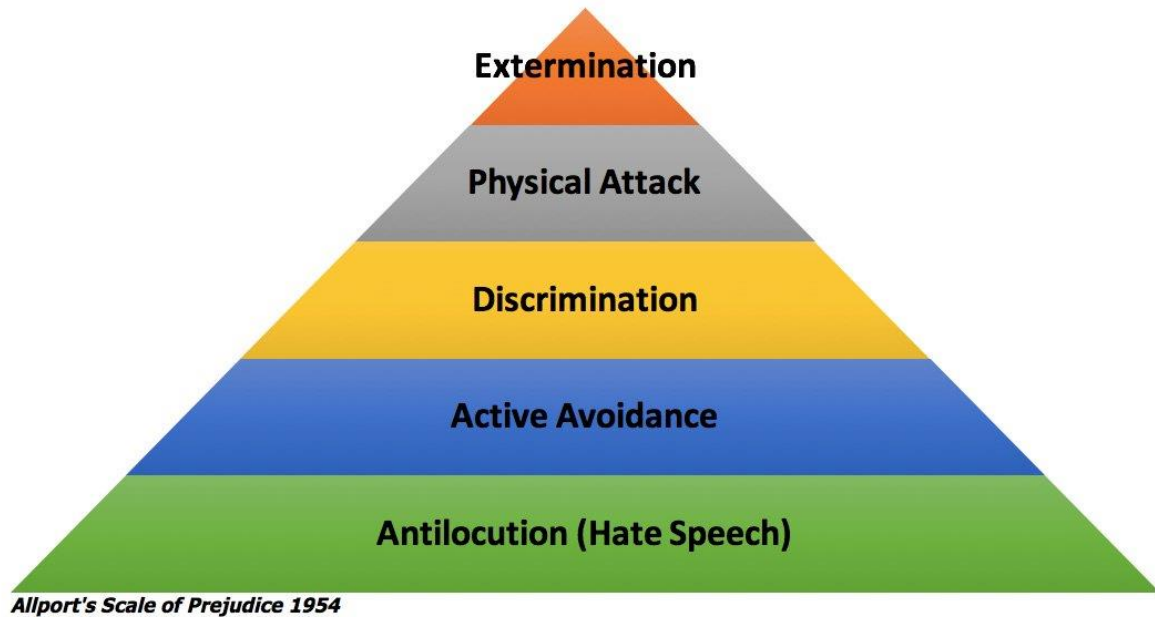 Extermination
Physical Attack
Discrimination
Active Avoidance
Antilocution (Hate Speech)
Allport's Scale of Prejudice 1954